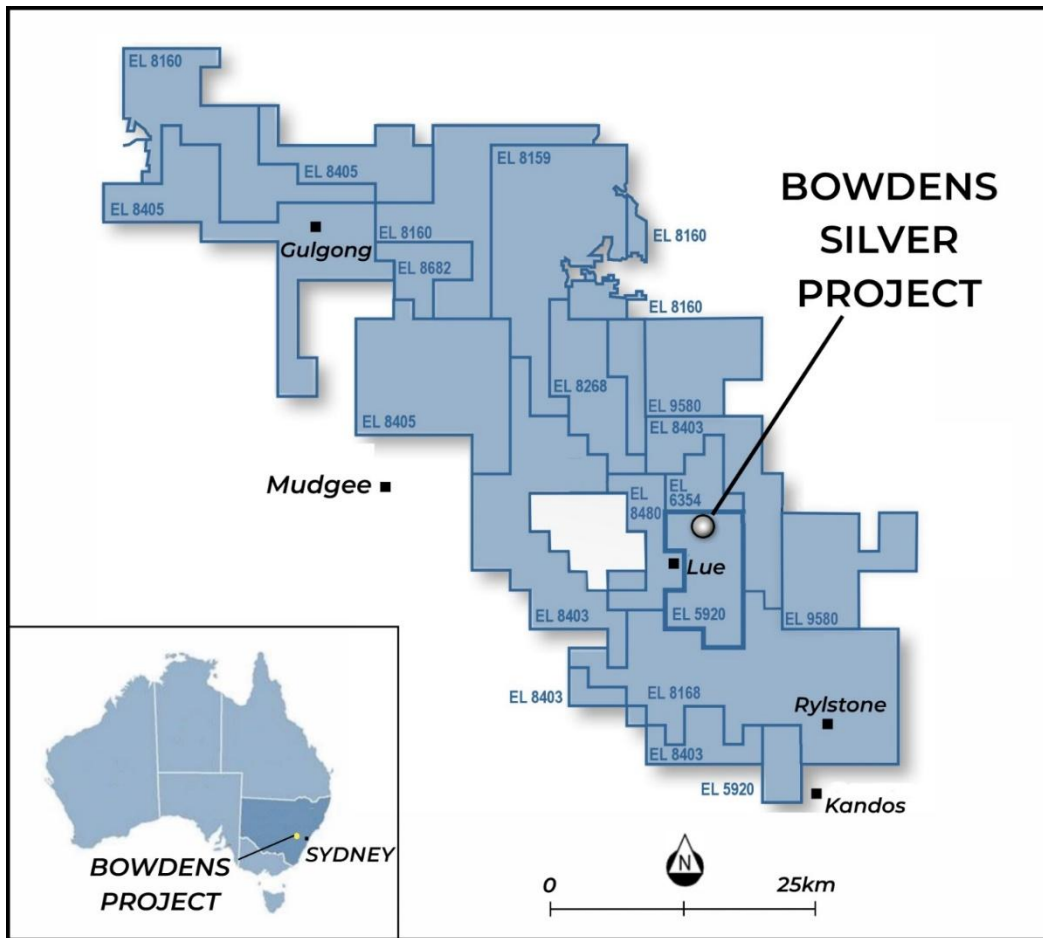 EL 8160
EL 8159
EL 8405
EL 8405
BOWDENS
SILVER
PROJECT
Gulgong
EL 8160
EL 8160
EL 8682
EL 8160
EL 8268
EL 9580
EL 8405
EL 8403
Mudgee
EL
6354
EL
8480
Lue
EL 5920
EL 8403
EL 9580
EL 8403
EL 8168
Rylstone
EL 8403
EL 5920
Kandos
SYDNEY
BOWDENS
PROJECT
N
0
25km